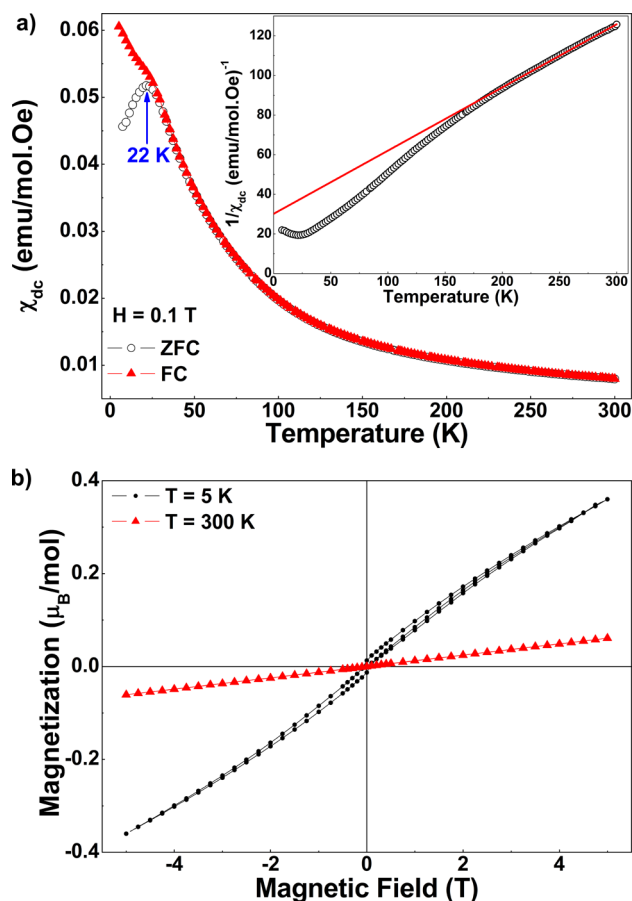 a)
0.06
0.05
0.04
0.03
0.02
0.01
χdc (emu/mol.Oe)
22 K
H = 0.1 T
ZFC
FC
0 50 100 150 200 250 300
Temperature (K)
120
100
80
60
40
20
0
1/χdc (emu/mol.Oe)⁻¹
0 50 100 150 200 250 300
Temperature (K)
b)
0.4
0.2
0.0
-0.2
-0.4
Magnetization (μB/mol)
T = 5 K
T = 300 K
-4 -2 0 2 4
Magnetic Field (T)